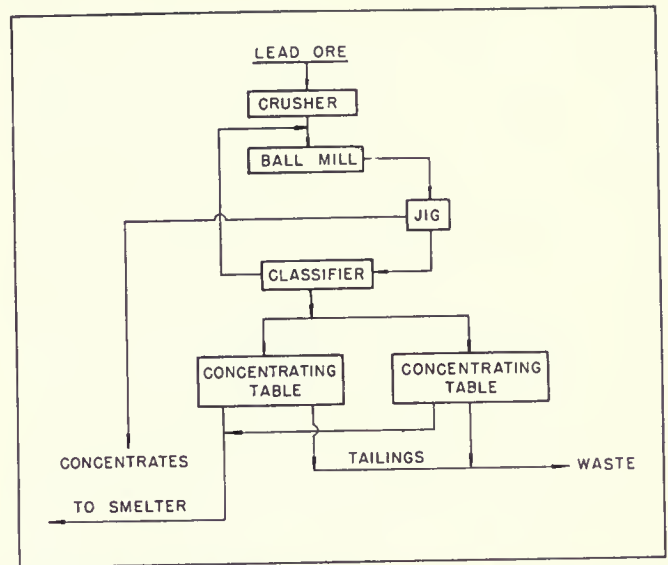 LEAD ORE
CRUSHER
BALL MILL
JIG
CLASSIFIER
CONCENTRATING
TABLE
CONCENTRATING
TABLE
CONCENTRATES
TAILINGS
WASTE
TO SMELTER